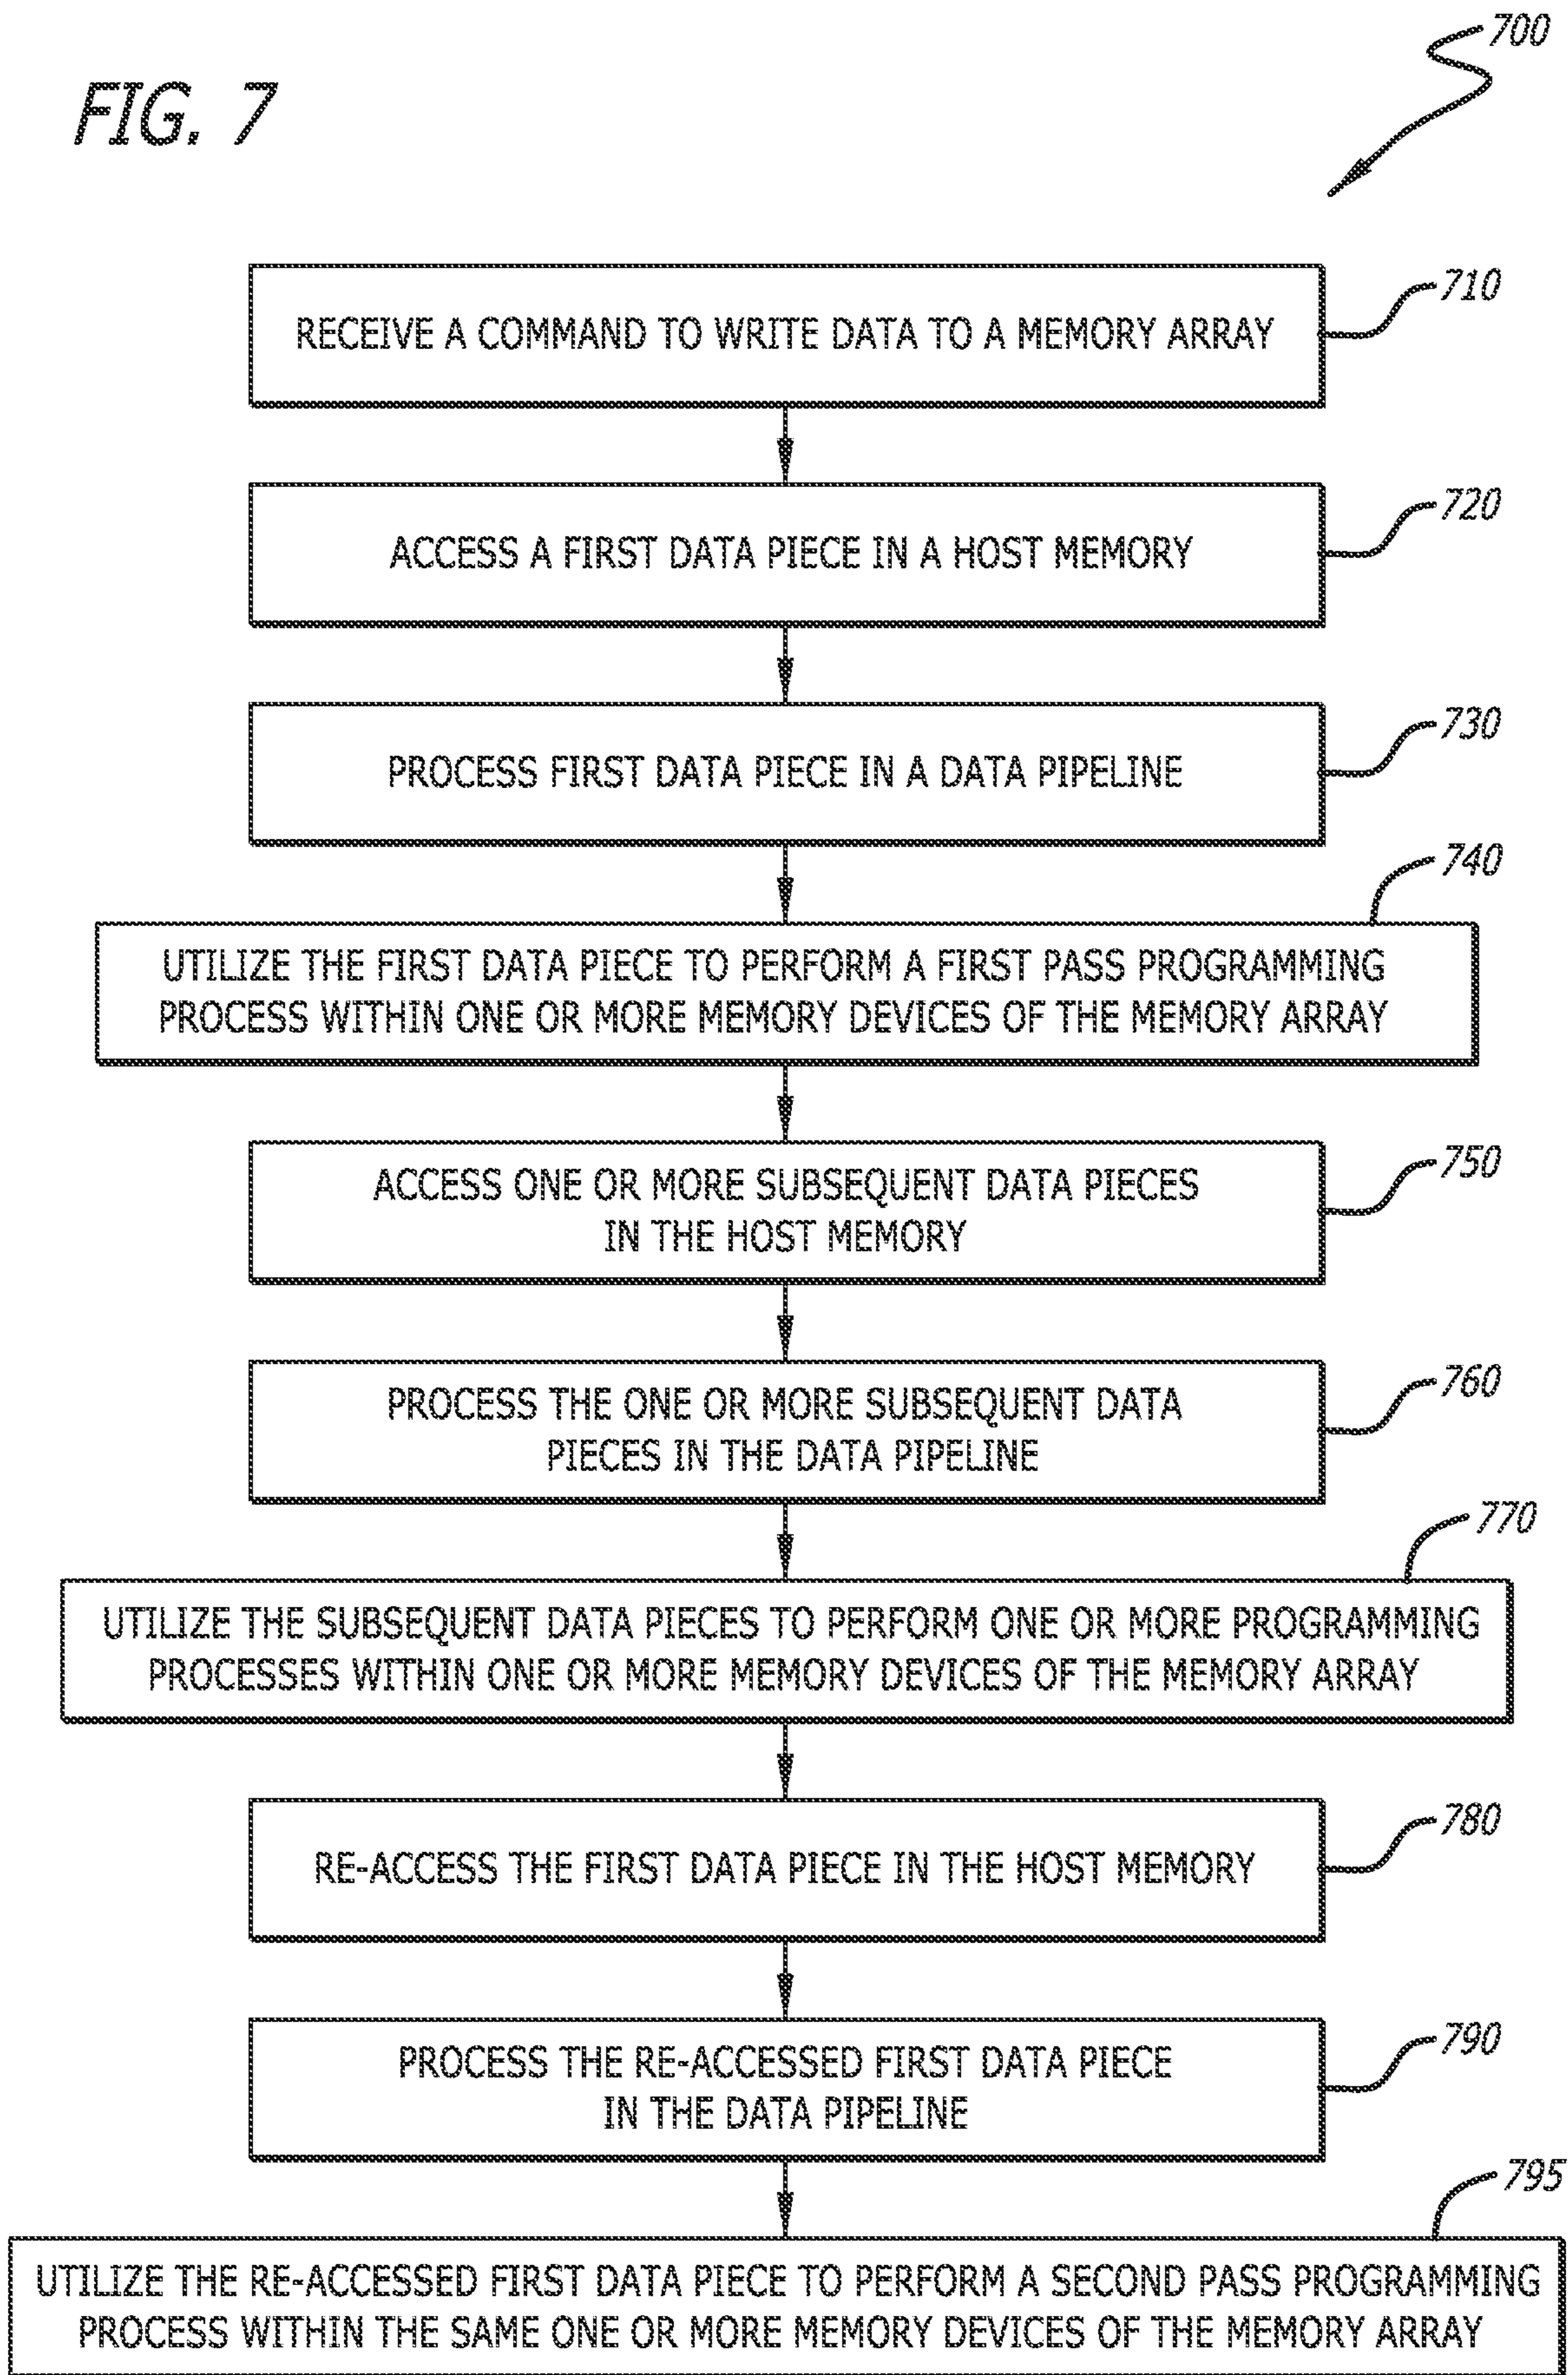 700
FIG. 7
710
RECEIVE A COMMAND TO WRITE DATA TO A MEMORY ARRAY
720
ACCESS A FIRST DATA PIECE IN A HOST MEMORY
730
PROCESS FIRST DATA PIECE IN A DATA PIPELINE
740
UTILIZE THE FIRST DATA PIECE TO PERFORM A FIRST PASS PROGRAMMING
PROCESS WITHIN ONE OR MORE MEMORY DEVICES OF THE MEMORY ARRAY
750
ACCESS ONE OR MORE SUBSEQUENT DATA PIECES
IN THE HOST MEMORY
760
PROCESS THE ONE OR MORE SUBSEQUENT DATA
PIECES IN THE DATA PIPELINE
770
UTILIZE THE SUBSEQUENT DATA PIECES TO PERFORM ONE OR MORE PROGRAMMING
PROCESSES WITHIN ONE OR MORE MEMORY DEVICES OF THE MEMORY ARRAY
780
RE-ACCESS THE FIRST DATA PIECE IN THE HOST MEMORY
790
PROCESS THE RE-ACCESSED FIRST DATA PIECE
IN THE DATA PIPELINE
795
UTILIZE THE RE-ACCESSED FIRST DATA PIECE TO PERFORM A SECOND PASS PROGRAMMING
PROCESS WITHIN THE SAME ONE OR MORE MEMORY DEVICES OF THE MEMORY ARRAY